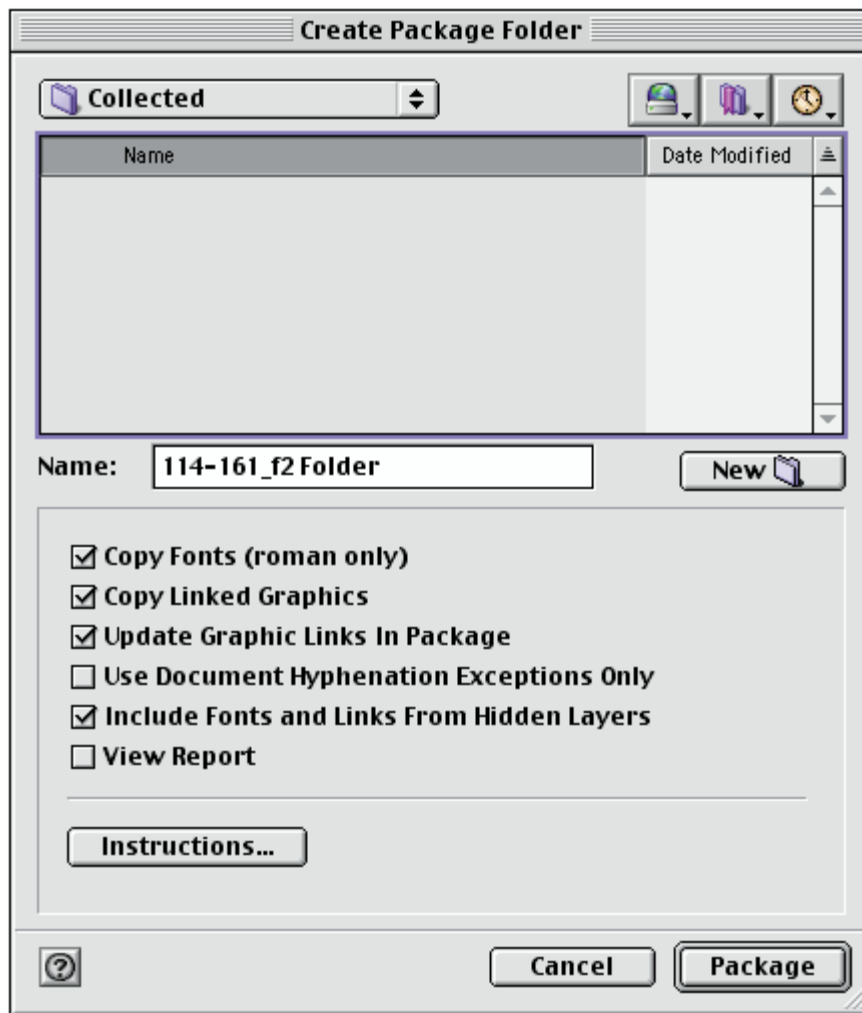 Create Package Folder
Collected
Name Date Modified
Name: 114-161_f2 Folder New
Copy Fonts (roman only)
Copy Linked Graphics
Update Graphic Links In Package
Use Document Hyphenation Exceptions Only
Include Fonts and Links From Hidden Layers
View Report
Instructions...
? Cancel Package